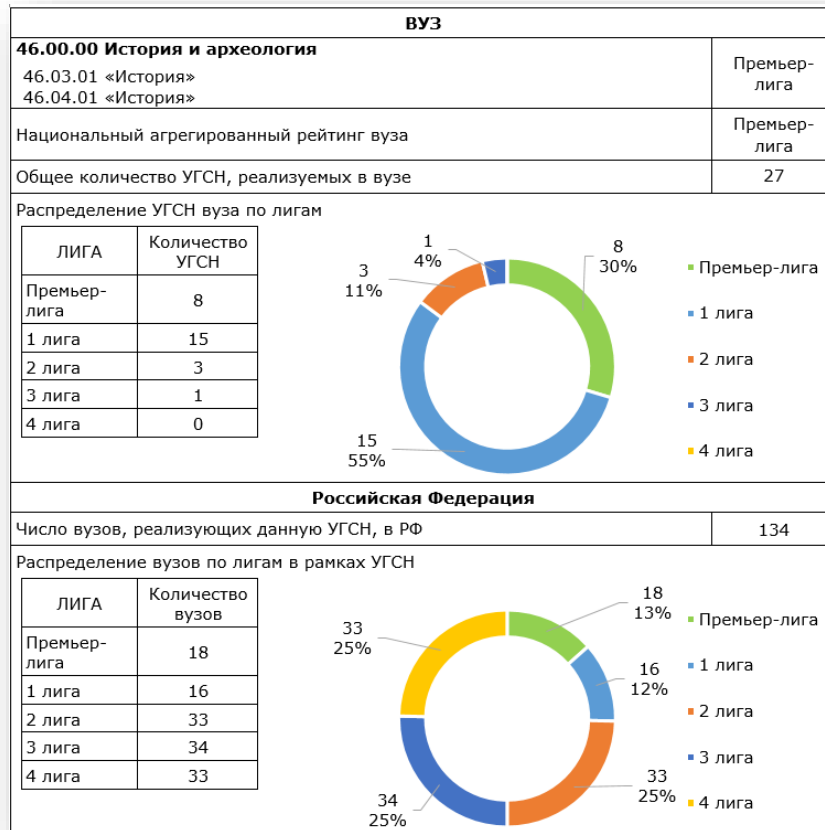 ВУЗ
46.00.00 История и археология
46.03.01 «История»
46.04.01 «История»
Премьер-
лига
Национальный агрегированный рейтинг вуза
Премьер-
лига
Общее количество УГСН, реализуемых в вузе
27
Распределение УГСН вуза по лигам
ЛИГА
Количество
УГСН
Премьер-
лига
8
1 лига
15
2 лига
3
3 лига
1
4 лига
0
1
4%
8
30%
3
11%
15
55%
Премьер-лига
1 лига
2 лига
3 лига
4 лига
Российская Федерация
Число вузов, реализующих данную УГСН, в РФ
134
Распределение вузов по лигам в рамках УГСН
ЛИГА
Количество
вузов
Премьер-
лига
18
1 лига
16
2 лига
33
3 лига
34
4 лига
33
18
13%
33
25%
16
12%
33
25%
34
25%
Премьер-лига
1 лига
2 лига
3 лига
4 лига